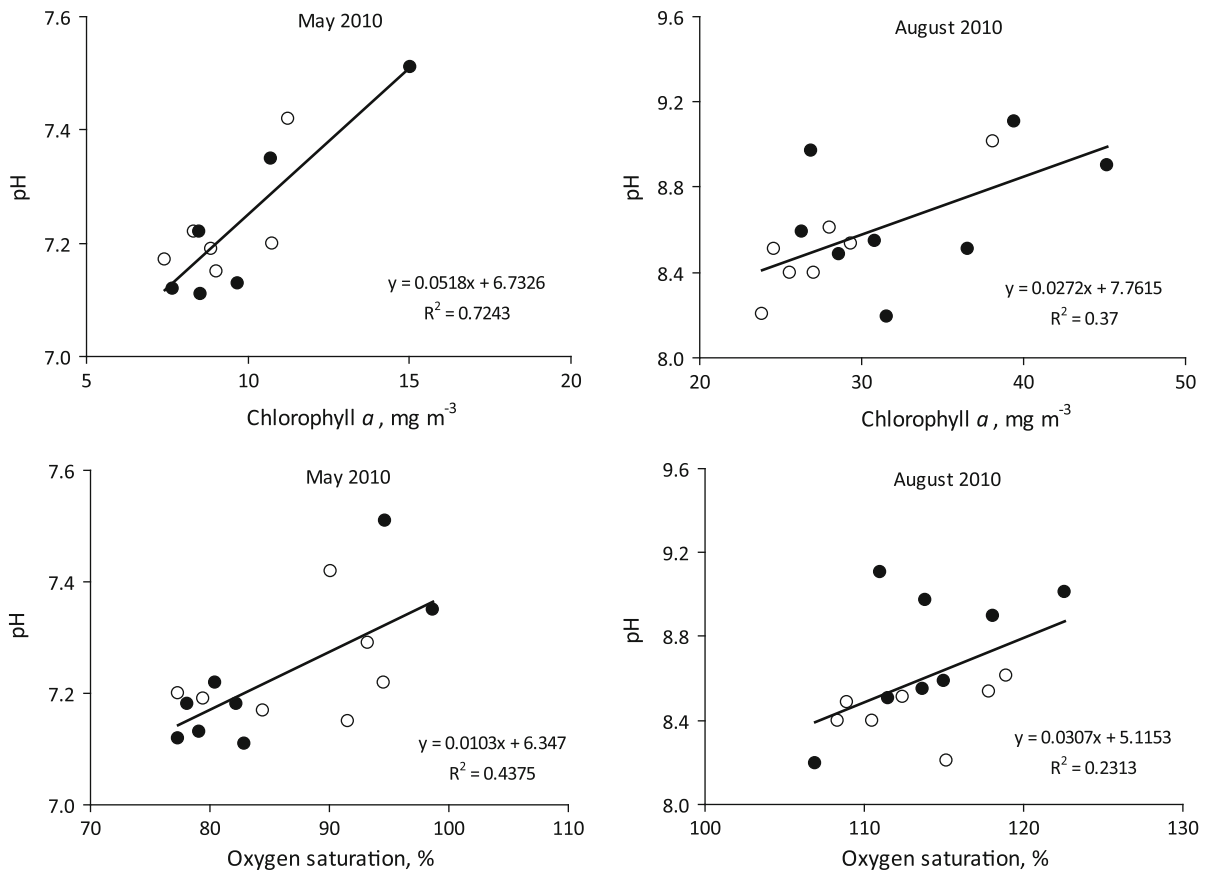 May 2010
7.6
7.4
7.2
7.0
pH
5
10
15
20
Chlorophyll a , mg m-3
y = 0.0518x + 6.7326
R2 = 0.7243
August 2010
9.6
9.2
8.8
8.4
8.0
pH
20
30
40
50
Chlorophyll a , mg m-3
y = 0.0272x + 7.7615
R2 = 0.37
May 2010
7.6
7.4
7.2
7.0
pH
70
80
90
100
110
Oxygen saturation, %
y = 0.0103x + 6.347
R2 = 0.4375
August 2010
9.6
9.2
8.8
8.4
8.0
pH
100
110
120
130
Oxygen saturation, %
y = 0.0307x + 5.1153
R2 = 0.2313